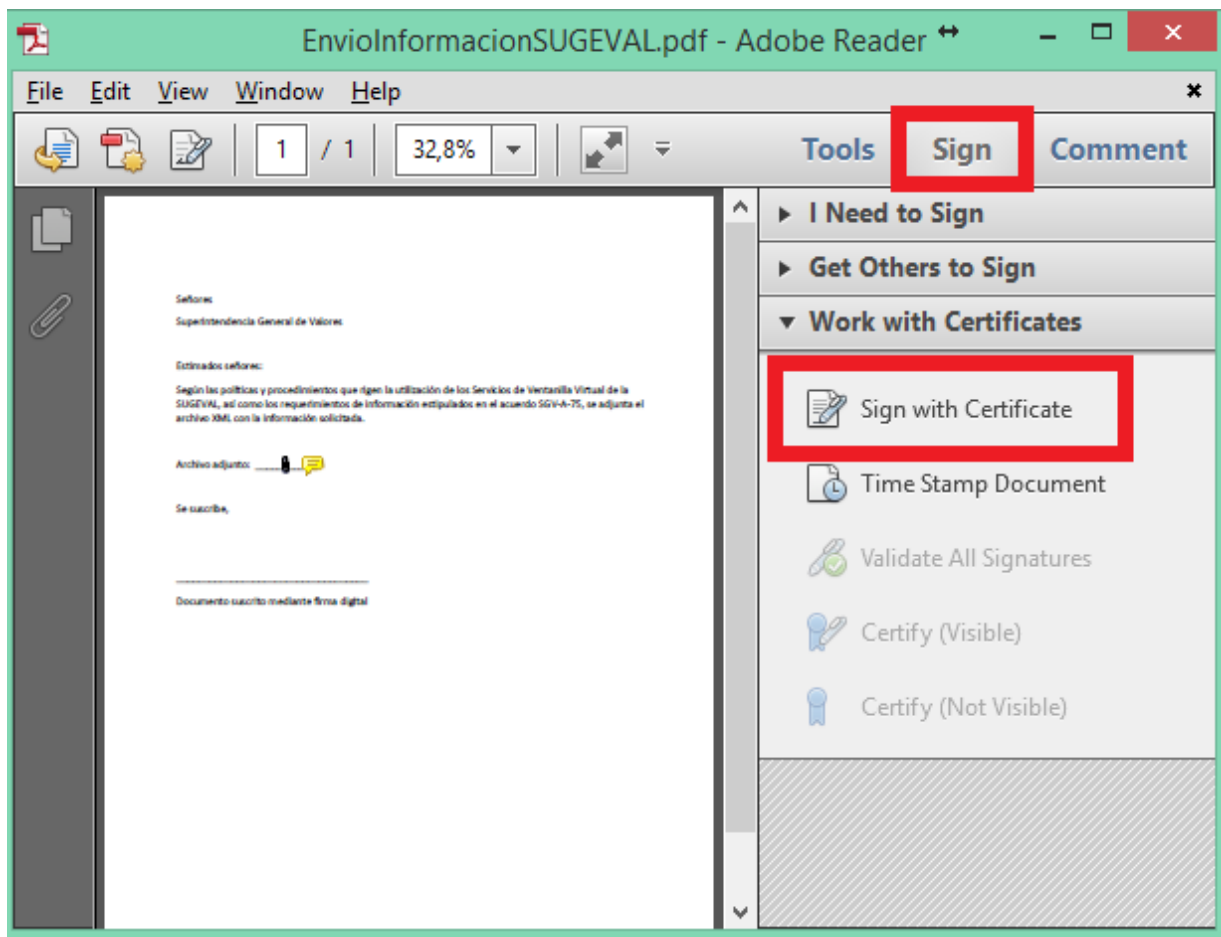 EnvioInformacionSUGEVAL.pdf - Adobe Reader
File Edit View Window Help
1 / 1 32,8% Tools Sign Comment
I Need to Sign
Get Others to Sign
Work with Certificates
Sign with Certificate
Time Stamp Document
Validate All Signatures
Certify (Visible)
Certify (Not Visible)
Señores
Superintendencia General de Valores
Estimados señores:
Según las políticas y procedimientos que rigen la utilización de los Servicios de Ventanilla Virtual de la
SUGEVAL, así como los requerimientos de información estipulados en el acuerdo SGV-A-75, se adjunta el
archivo XML con la información solicitada.
Archivo adjunto:
Se suscribe,
Documento suscrito mediante firma digital